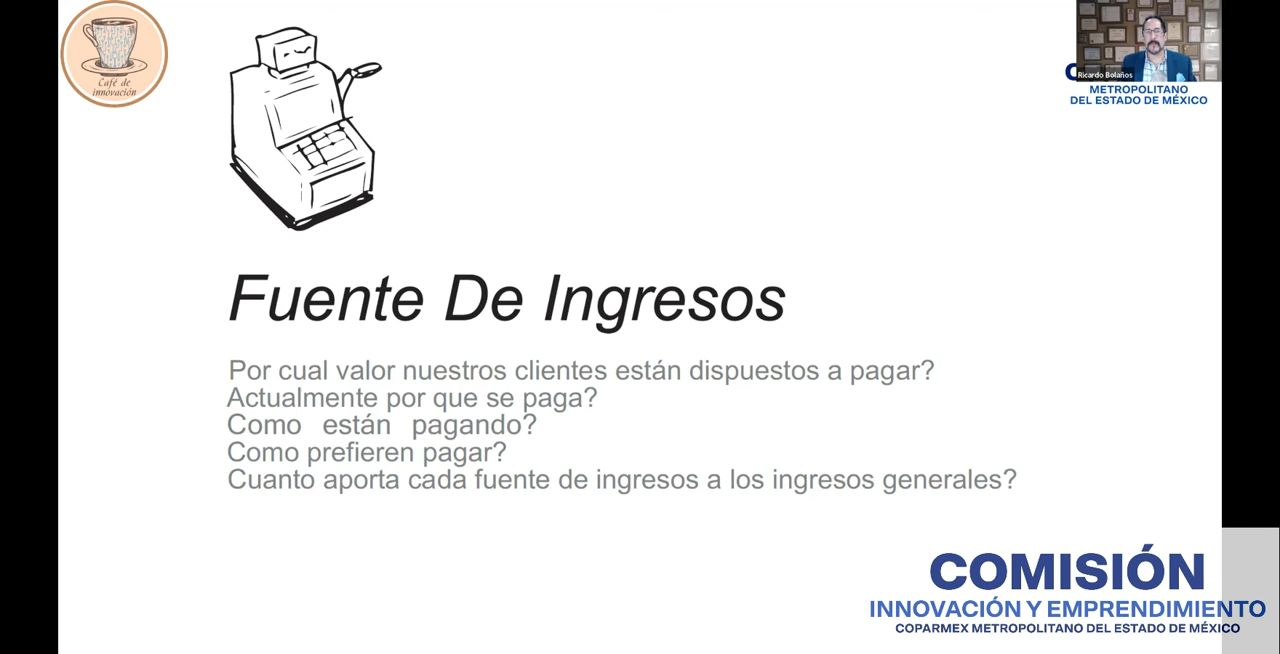 Café de
innovación
Ricardo Bolaños
METROPOLITANO
DEL ESTADO DE MÉXICO
Fuente De Ingresos
Por cual valor nuestros clientes están dispuestos a pagar?
Actualmente por que se paga?
Como están pagando?
Como prefieren pagar?
Cuanto aporta cada fuente de ingresos a los ingresos generales?
COMISIÓN
INNOVACIÓN Y EMPRENDIMIENTO
COPARMEX METROPOLITANO DEL ESTADO DE MÉXICO